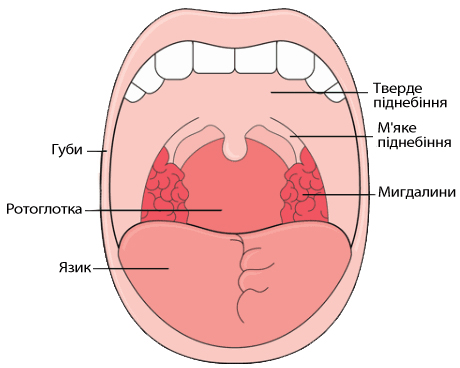 Тверде
піднебіння
М'яке
піднебіння
Губи
Мигдалини
Ротоглотка
Язик